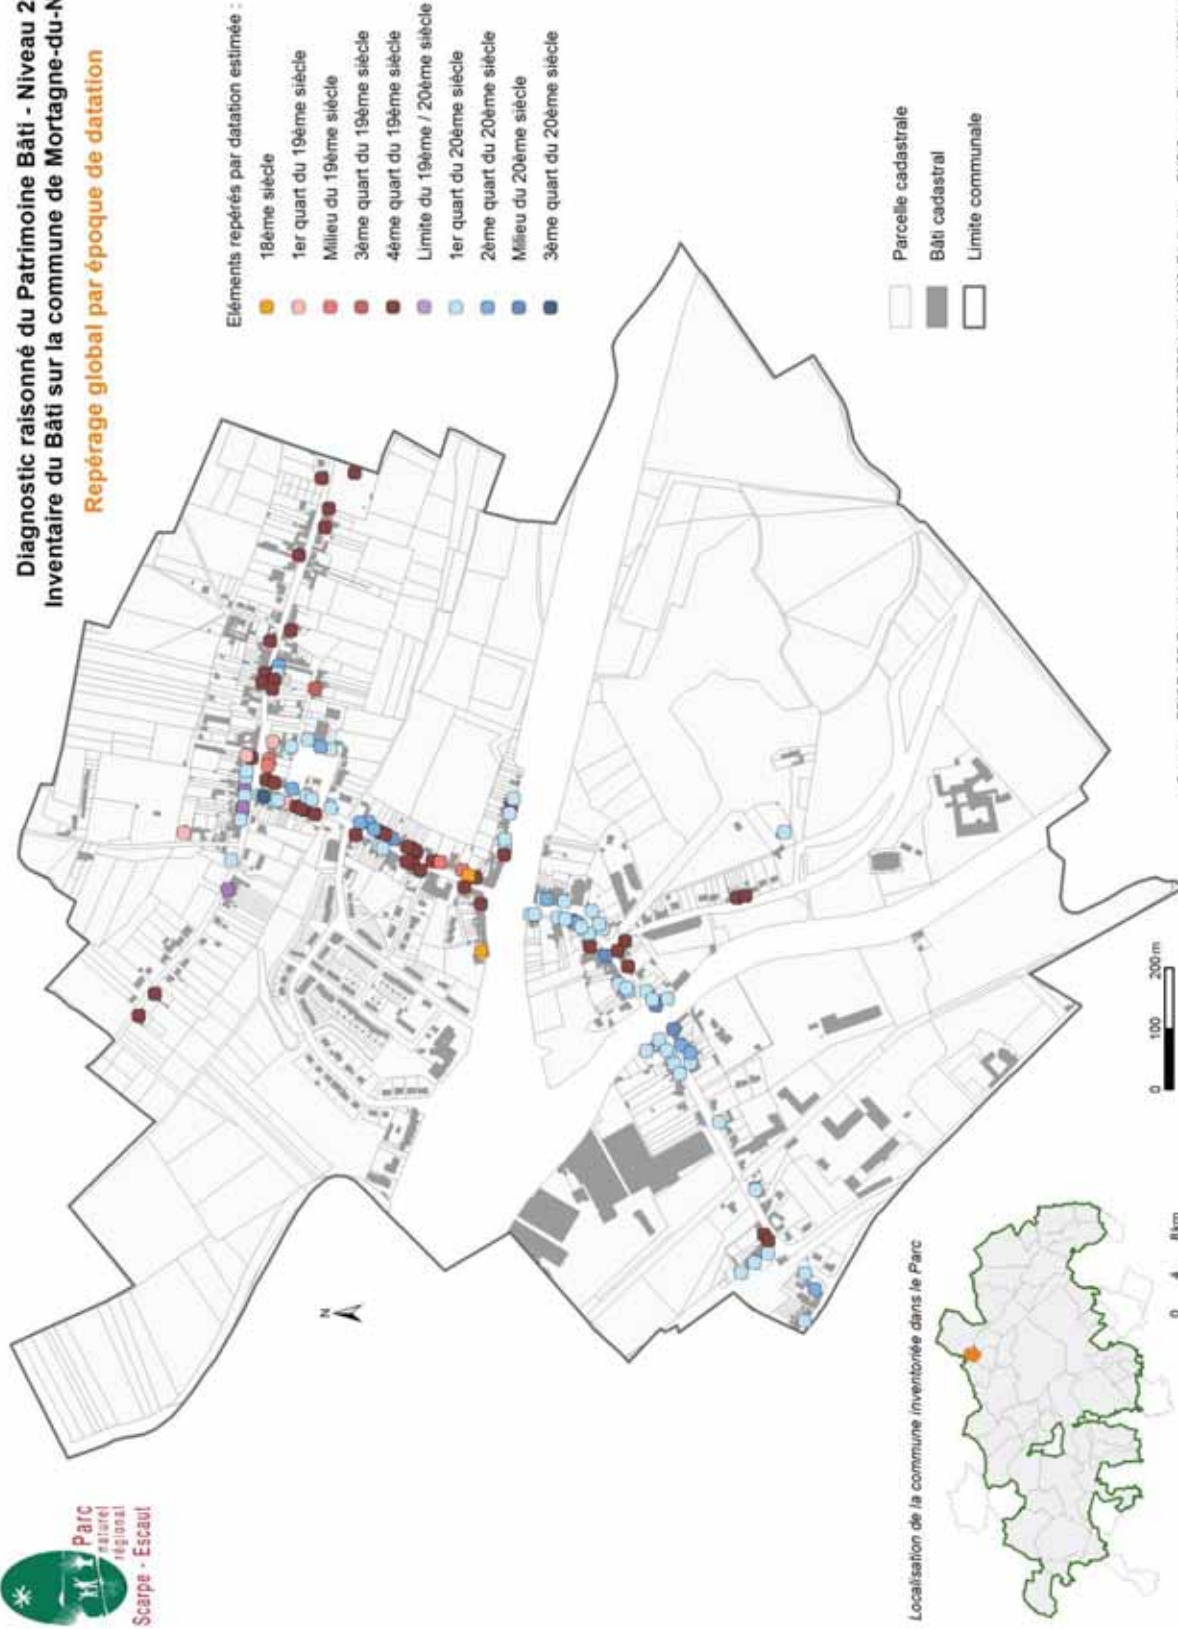 Parc
naturel
régional
Scarpe - Escaut
Diagnostic raisonné du Patrimoine Bâti - Niveau 2
Inventaire du Bâti sur la commune de Mortagne-du-N
Repérage global par époque de datation
Eléments repérés par datation estimée :
18ème siècle
1er quart du 19ème siècle
Milieu du 19ème siècle
3ème quart du 19ème siècle
4ème quart du 19ème siècle
Limite du 19ème / 20ème siècle
1er quart du 20ème siècle
2ème quart du 20ème siècle
Milieu du 20ème siècle
3ème quart du 20ème siècle
N
Parcelle cadastrale
Bâti cadastral
Limite communale
Localisation de la commune inventoriée dans le Parc
0 100 200 m
0 4 8km